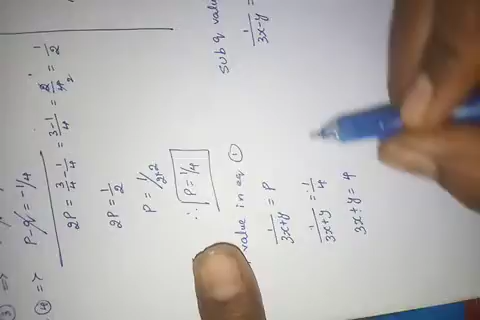 ③ =>
④ => P-q = -1/4
2P = 3/4 - 1/4 = 3-1/4 = 2/4 = 1/2
2P = 1/2
P = 1/2×2
∴ P = 1/4
value in eq ①
1/3x+y = P
1/3x+y = 1/4
3x+y = 4
sub q value
1/3x-y =